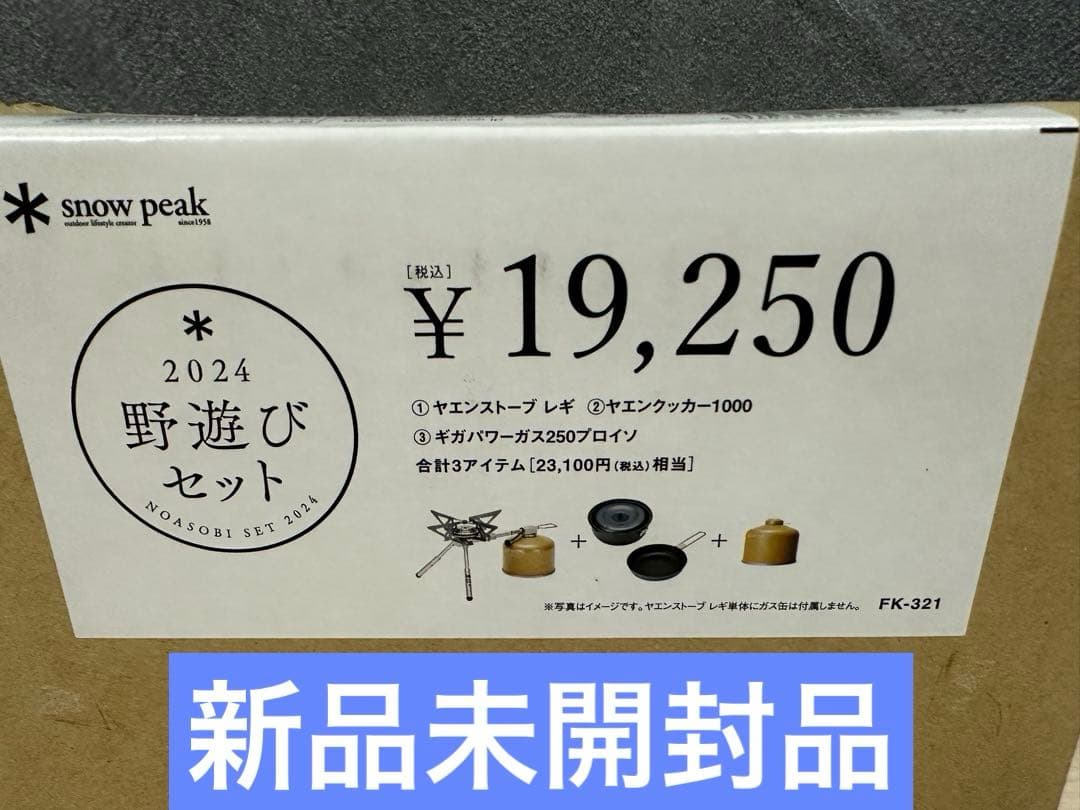 snow peak
outdoor lifestyle creator since1958
[税込]
¥19,250
2024
野遊び
セット
NOASOBI SET 2024
①ヤエンストーブ レギ ②ヤエンクッカー1000
③ギガパワーガス250プロイソ
合計3アイテム[23,100円(税込)相当]
※写真はイメージです。ヤエンストーブ レギ単体にガス缶は付属しません。 FK-321
新品未開封品